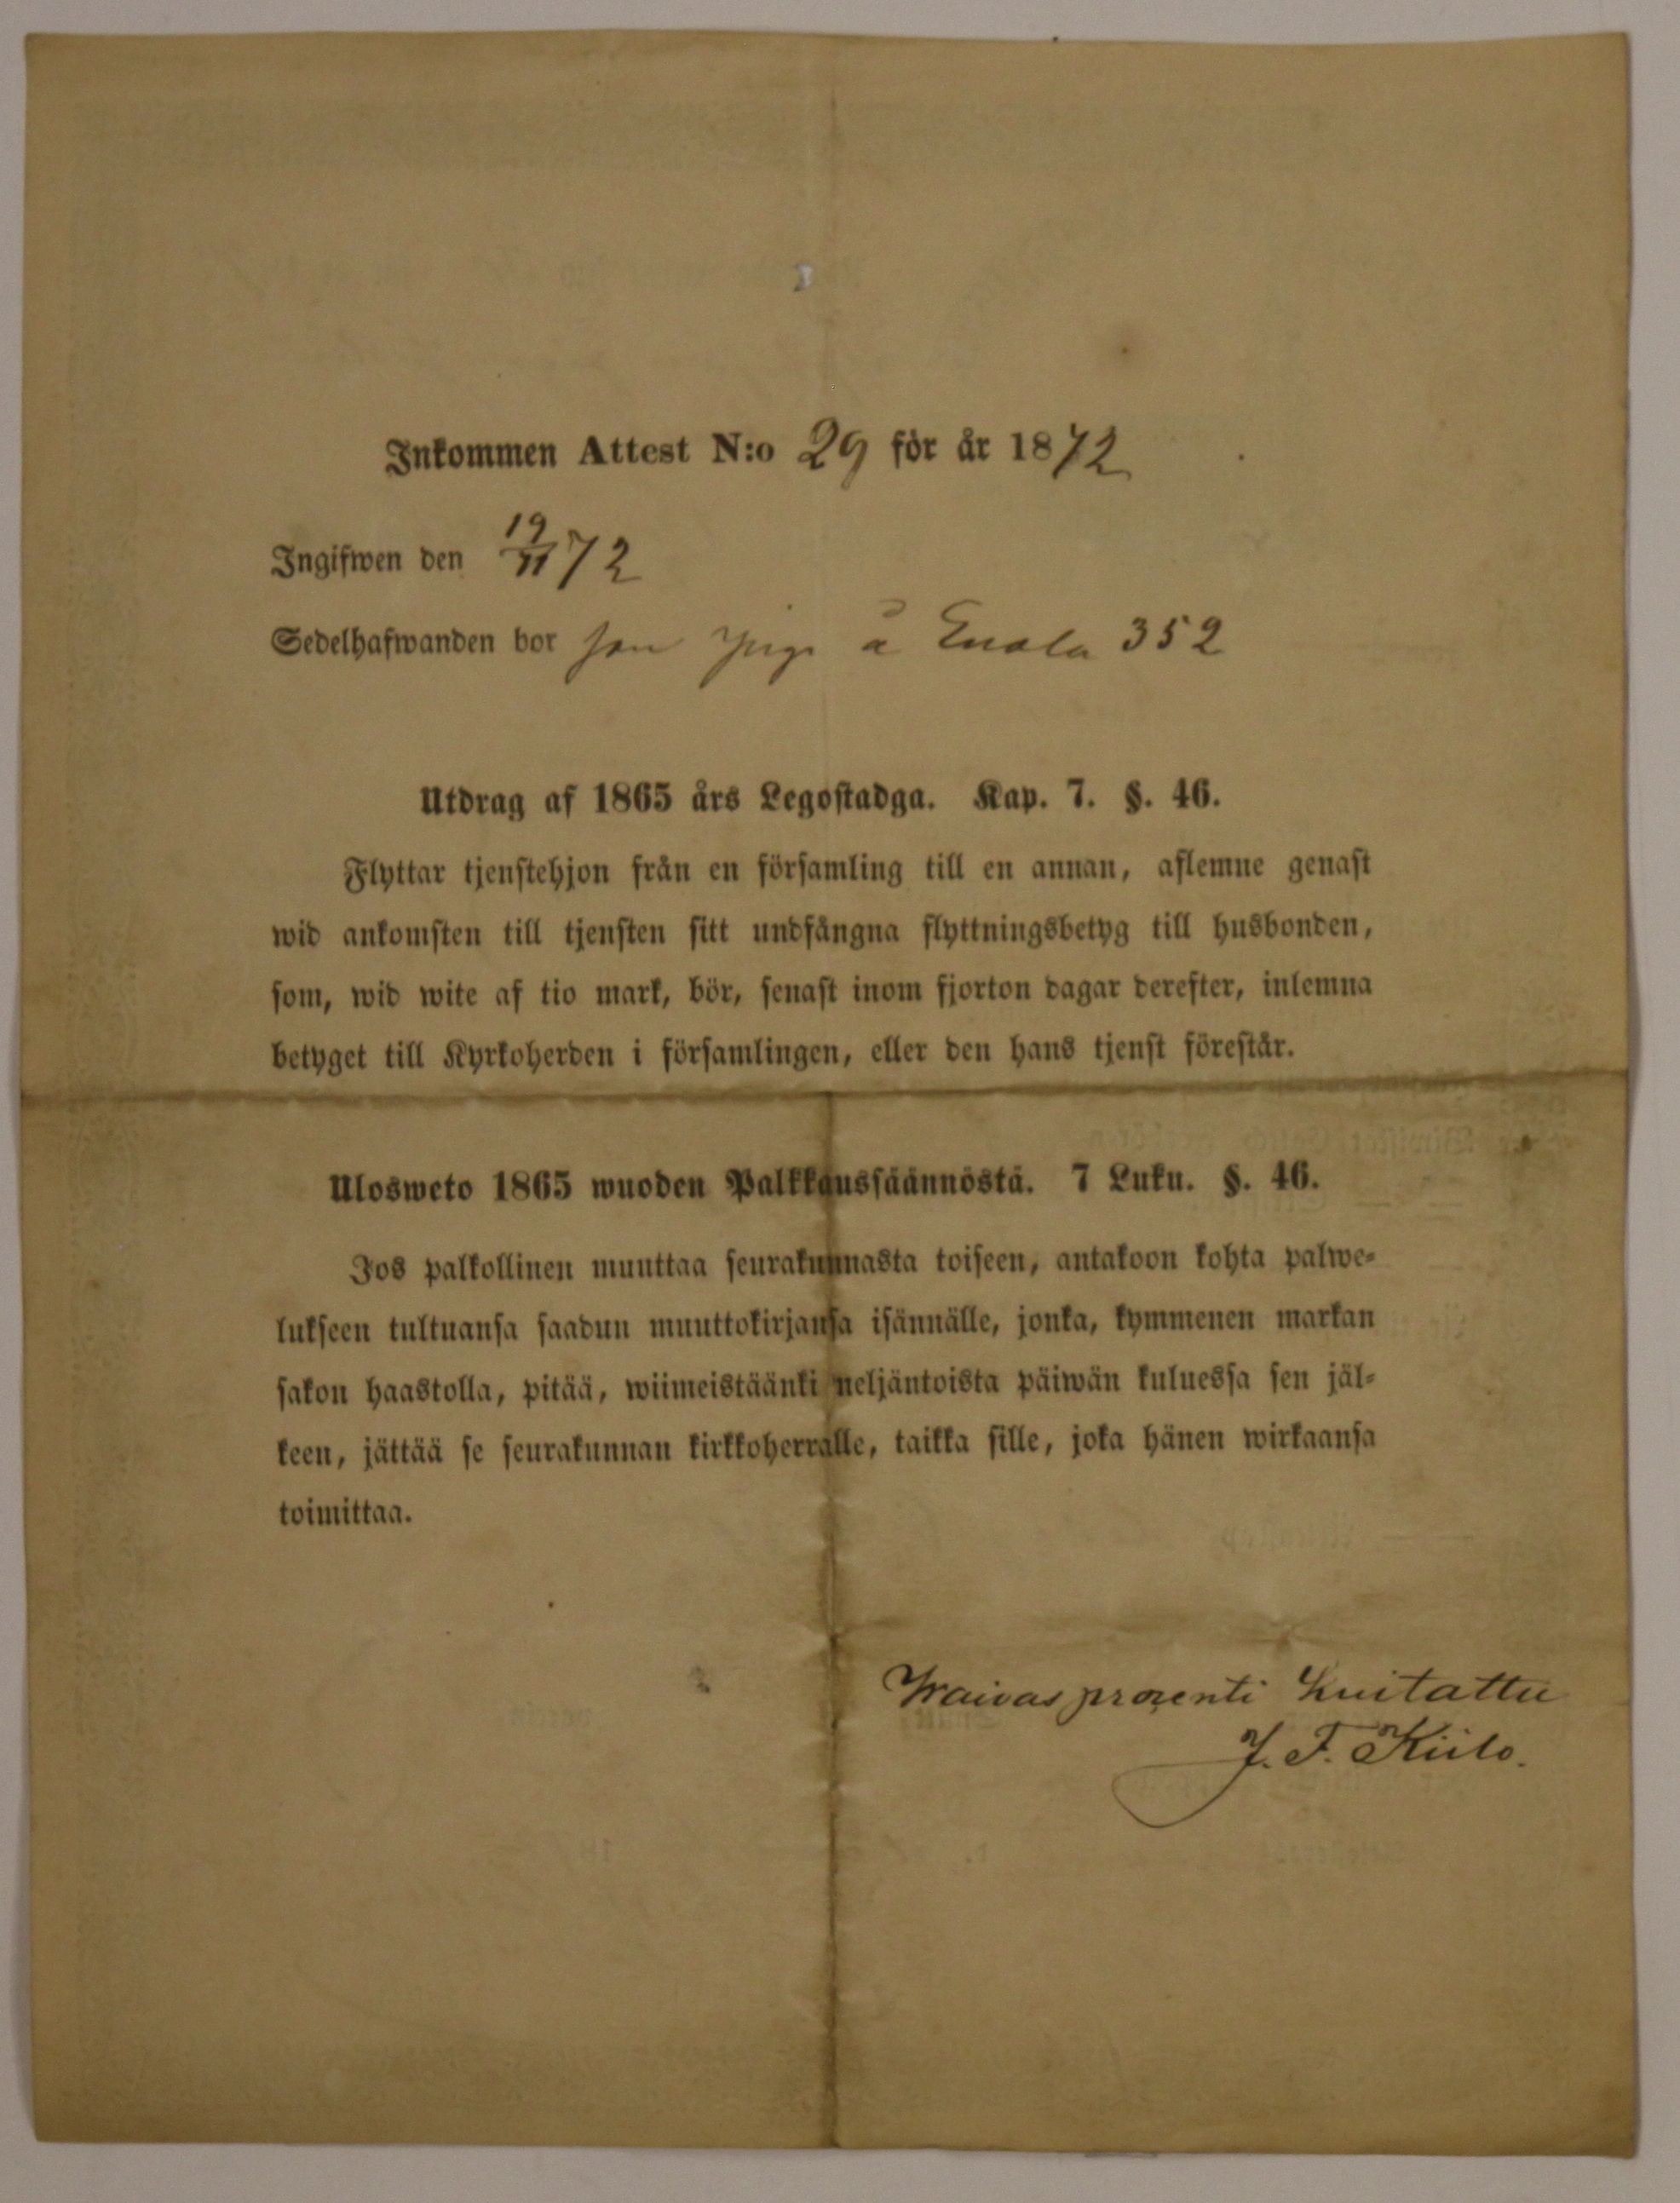 Inkommen Attest N:o 29 för år 1872
Ingifwen den 19/11 72
Sedelhafwanden bor som å Enola 352
Utdrag af 1865 års Legostadga. Kap. 7. §. 46.
Flyttar tjenstehjon från en församling till en annan, aflemne genast
wid ankomsten till tjensten sitt undfångna flyttningsbetyg till husbonden,
som, wid wite af tio mark, bör, senast inom fjorton dagar derefter, inlemna
betyget till Kyrkoherden i församlingen, eller den hans tjenst förestår.
Ulosweto 1865 wuoden Palkkaussäännöstä. 7 Luku. §. 46.
Jos palkollinen muuttaa seurakunnasta toiseen, antakoon kohta palwe-
lukseen tultuansa saadun muuttokirjansa isännälle, jonka, kymmenen markan
sakon haastolla, pitää, wiimeistäänki neljäntoista päiwän kuluessa sen jäl-
keen, jättää se seurakunnan kirkkoherralle, taikka sille, joka hänen wirkaansa
toimittaa.
Waivasprosenti kuitattu
J. F. Kiilo.